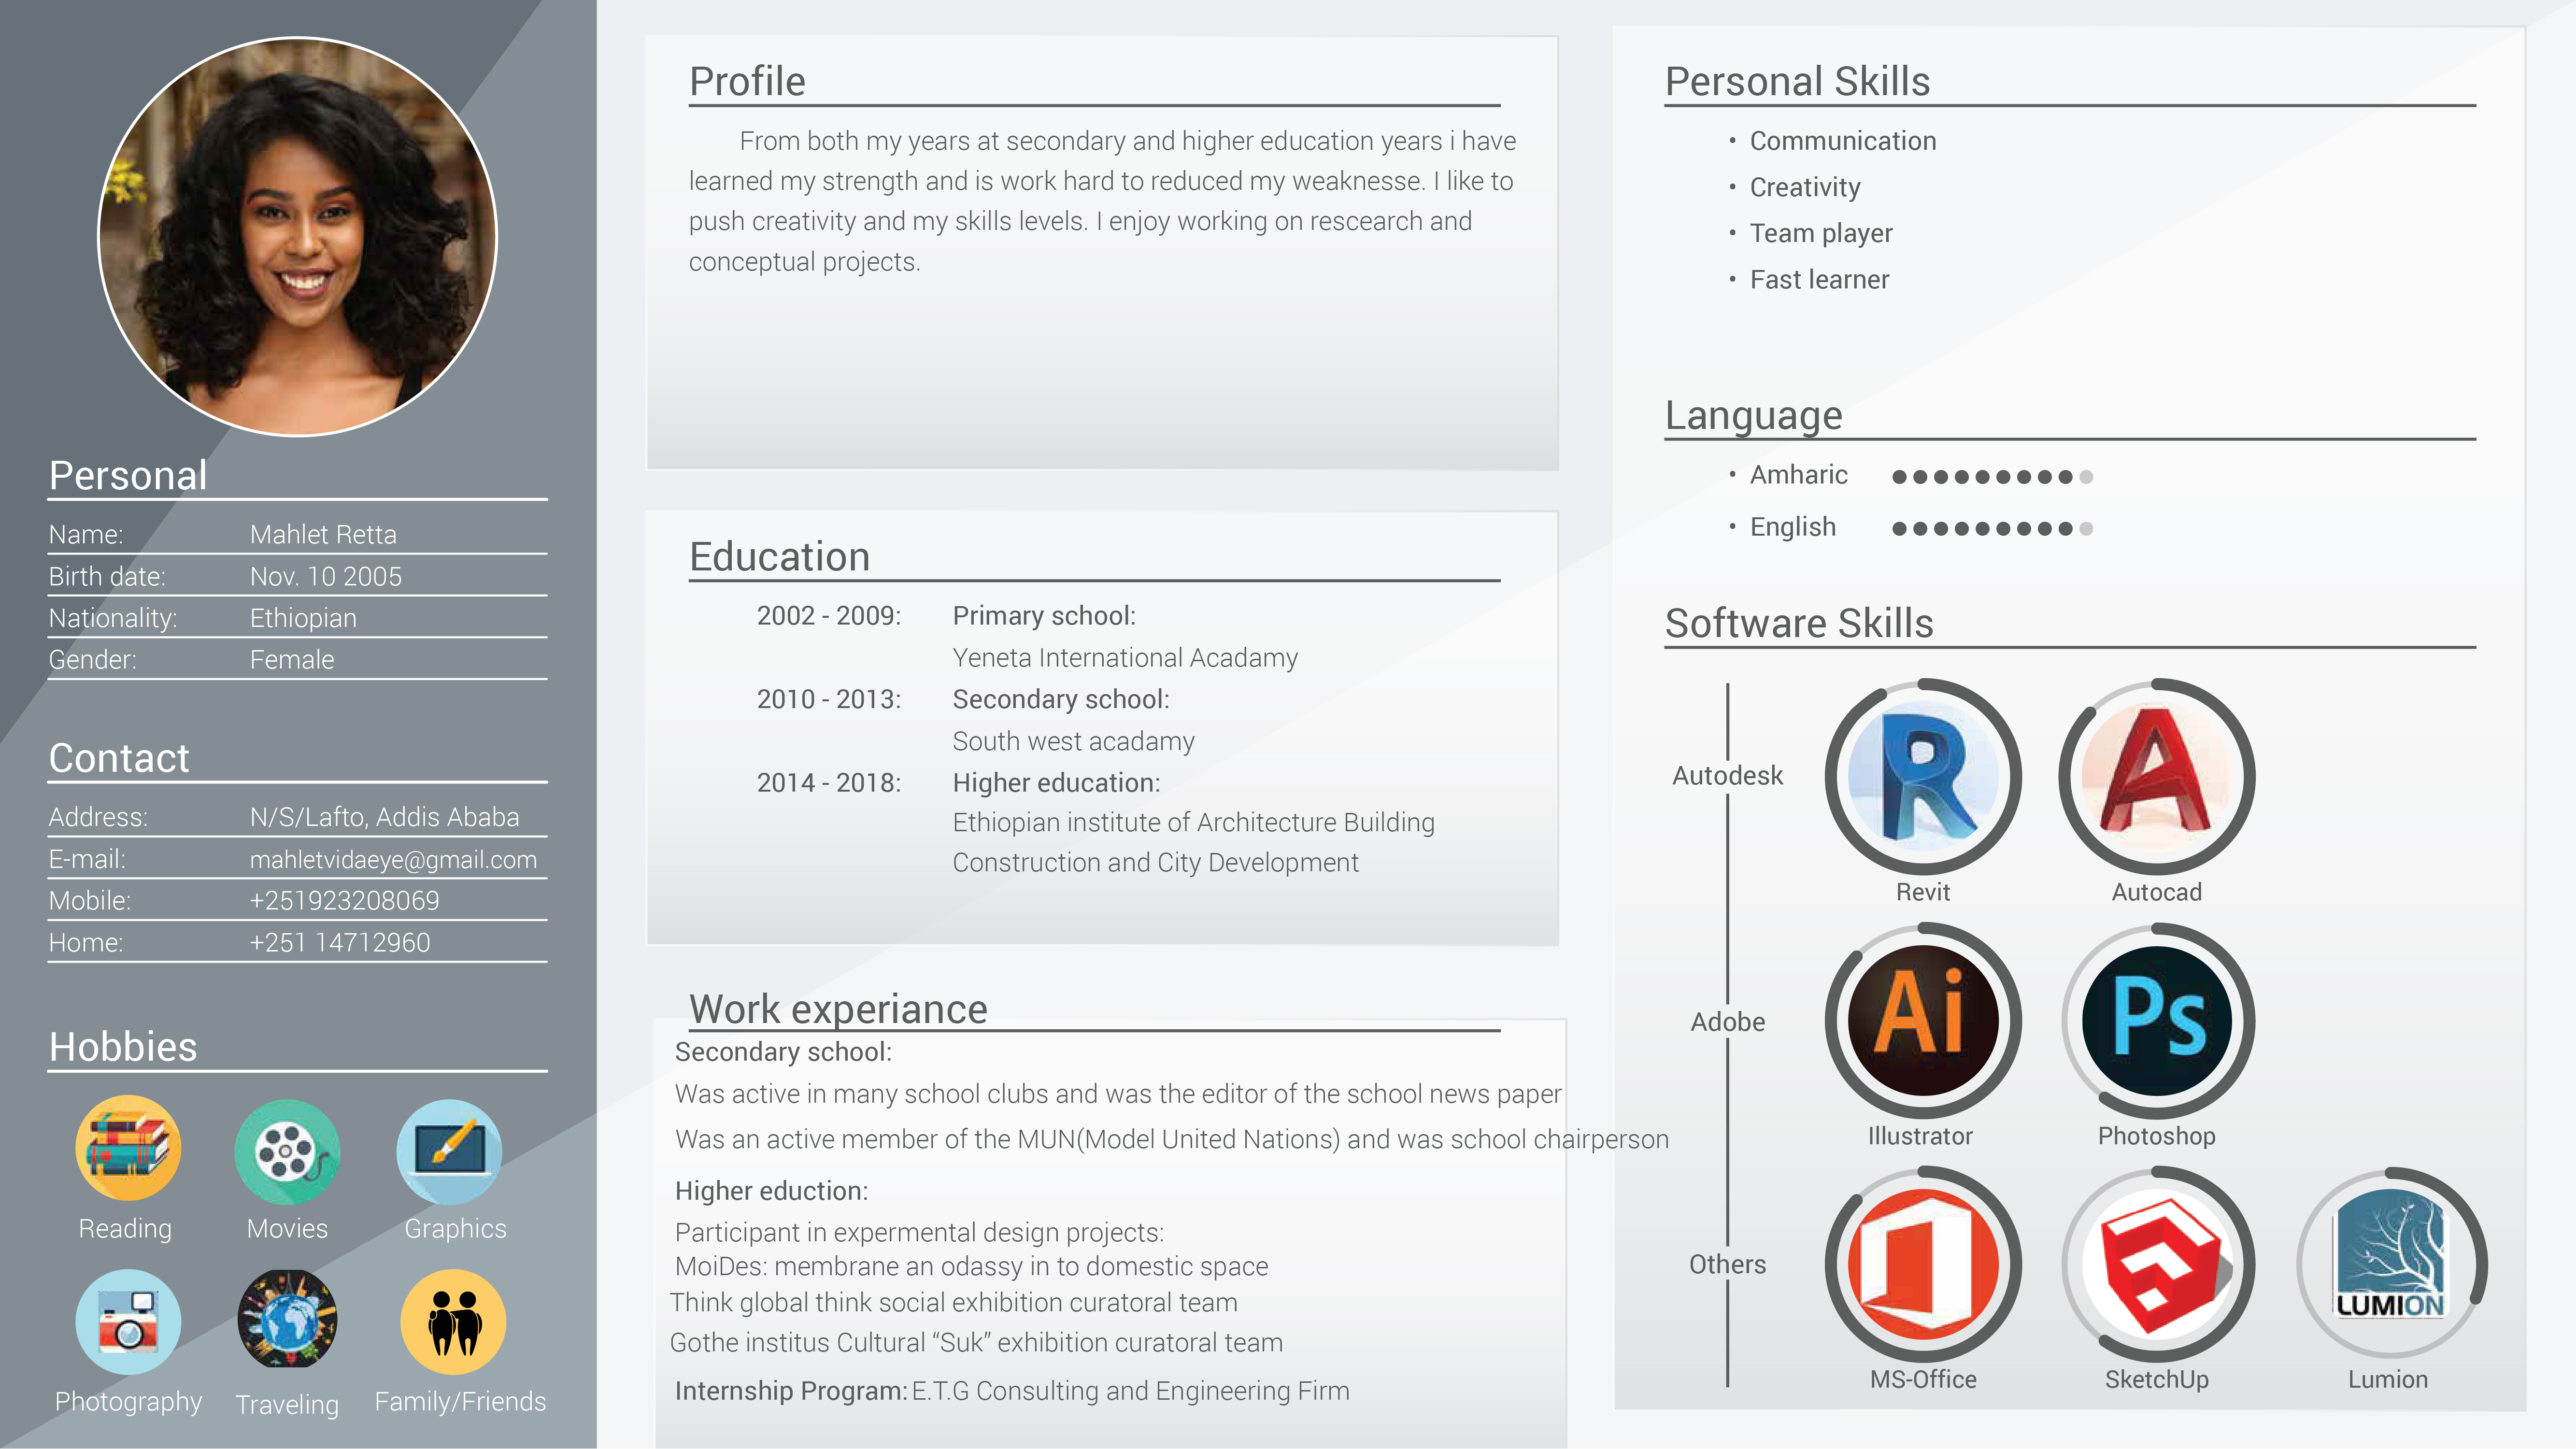 Personal
Name: Mahlet Retta
Birth date: Nov. 10 2005
Nationality: Ethiopian
Gender: Female
Contact
Address: N/S/Lafto, Addis Ababa
E-mail: mahletvidaeye@gmail.com
Mobile: +251923208069
Home: +251 14712960
Hobbies
Reading Movies Graphics
Photography Traveling Family/Friends
Profile
From both my years at secondary and higher education years i have
learned my strength and is work hard to reduced my weaknesse. I like to
push creativity and my skills levels. I enjoy working on rescearch and
conceptual projects.
Education
2002 - 2009: Primary school:
Yeneta International Acadamy
2010 - 2013: Secondary school:
South west acadamy
2014 - 2018: Higher education:
Ethiopian institute of Architecture Building
Construction and City Development
Work experiance
Secondary school:
Was active in many school clubs and was the editor of the school news paper
Was an active member of the MUN(Model United Nations) and was school chairperson
Higher eduction:
Participant in expermental design projects:
MoiDes: membrane an odassy in to domestic space
Think global think social exhibition curatoral team
Gothe institus Cultural “Suk” exhibition curatoral team
Internship Program: E.T.G Consulting and Engineering Firm
Personal Skills
• Communication
• Creativity
• Team player
• Fast learner
Language
• Amharic
• English
Software Skills
Autodesk
R A
Revit Autocad
Adobe
Ai Ps
Illustrator Photoshop
Others
LUMION
MS-Office SketchUp Lumion